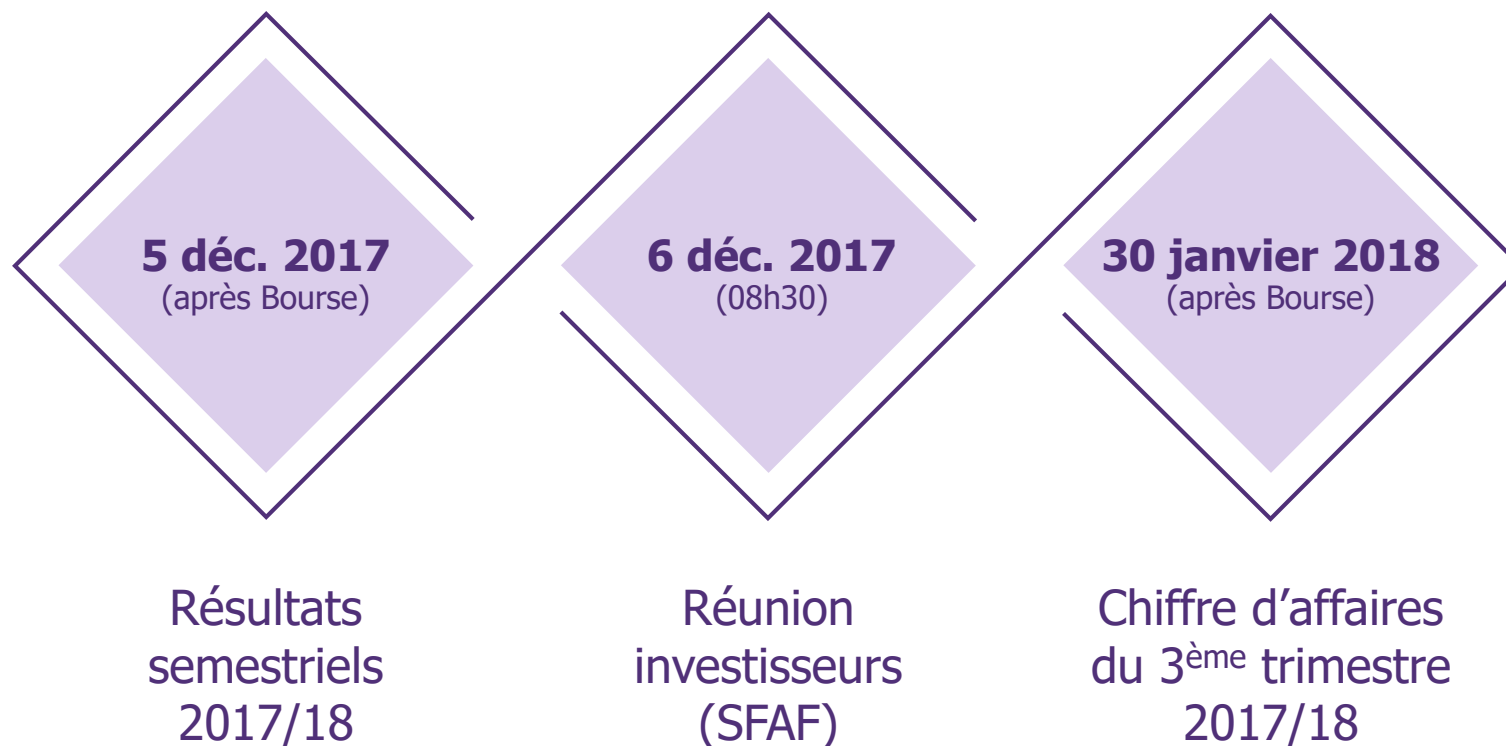 5 déc. 2017
(après Bourse)
6 déc. 2017
(08h30)
30 janvier 2018
(après Bourse)
Résultats
semestriels
2017/18
Réunion
investisseurs
(SFAF)
Chiffre d’affaires
du 3ème trimestre
2017/18